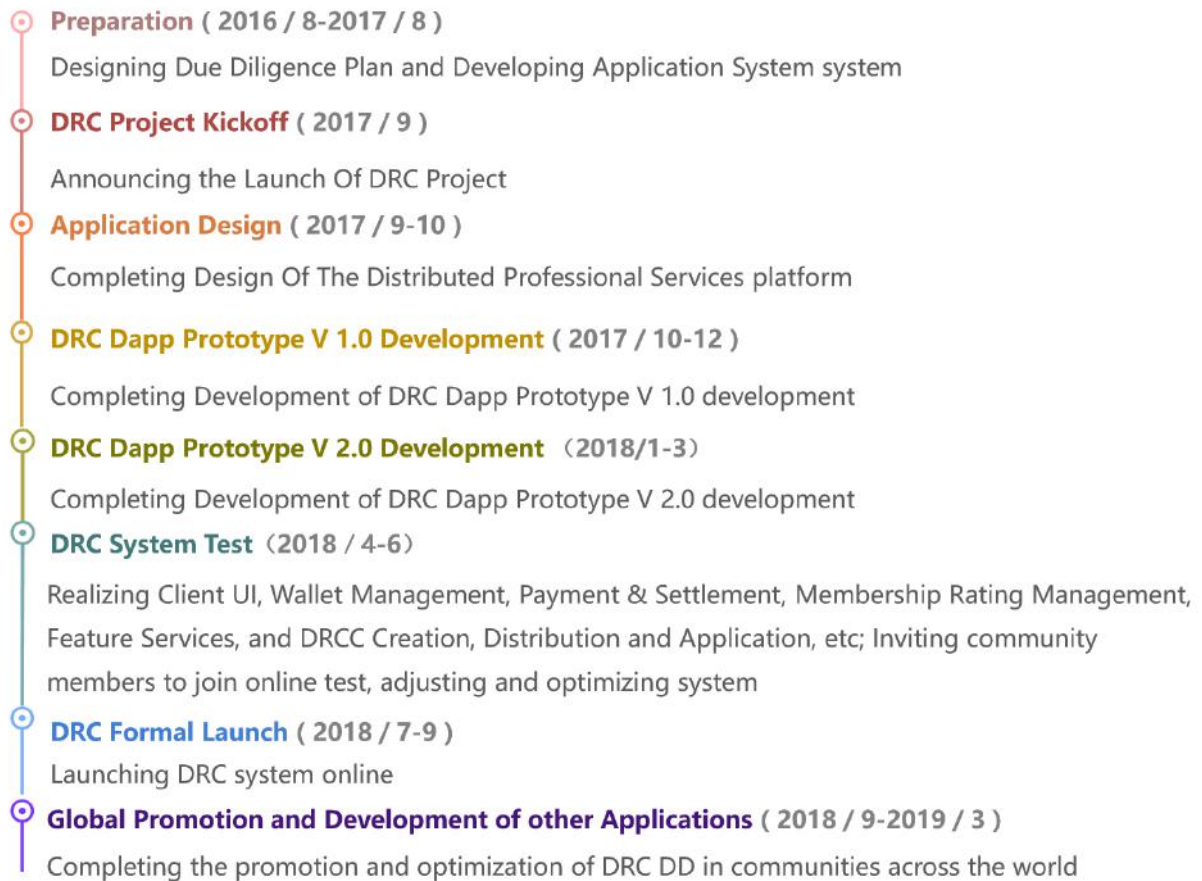 Preparation ( 2016 / 8-2017 / 8 )
Designing Due Diligence Plan and Developing Application System system
DRC Project Kickoff ( 2017 / 9 )
Announcing the Launch Of DRC Project
Application Design ( 2017 / 9-10 )
Completing Design Of The Distributed Professional Services platform
DRC Dapp Prototype V 1.0 Development ( 2017 / 10-12 )
Completing Development of DRC Dapp Prototype V 1.0 development
DRC Dapp Prototype V 2.0 Development （2018/1-3）
Completing Development of DRC Dapp Prototype V 2.0 development
DRC System Test（2018 / 4-6）
Realizing Client UI, Wallet Management, Payment & Settlement, Membership Rating Management,
Feature Services, and DRCC Creation, Distribution and Application, etc; Inviting community
members to join online test, adjusting and optimizing system
DRC Formal Launch ( 2018 / 7-9 )
Launching DRC system online
Global Promotion and Development of other Applications ( 2018 / 9-2019 / 3 )
Completing the promotion and optimization of DRC DD in communities across the world